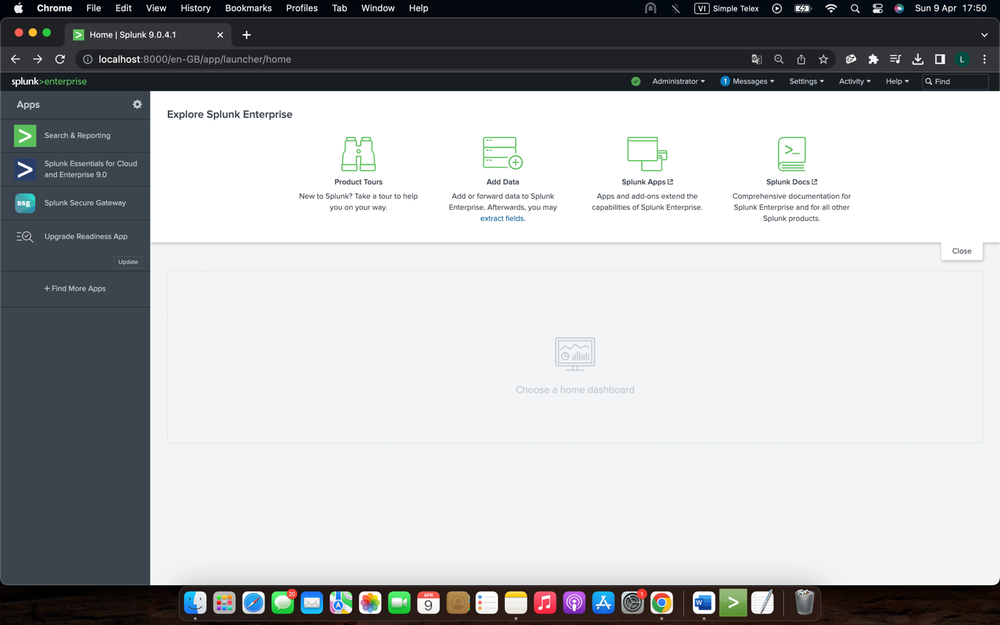 Chrome File Edit View History Bookmarks Profiles Tab Window Help VI Simple Telex Sun 9 Apr 17:50
Home | Splunk 9.0.4.1
localhost:8000/en-GB/app/launcher/home L
splunk>enterprise Administrator 1 Messages Settings Activity Help Find
Apps
Search & Reporting
Splunk Essentials for Cloud
and Enterprise 9.0
ssg Splunk Secure Gateway
Upgrade Readiness App
Update
+ Find More Apps
Explore Splunk Enterprise
Product Tours
New to Splunk? Take a tour to help
you on your way.
Add Data
Add or forward data to Splunk
Enterprise. Afterwards, you may
extract fields.
Splunk Apps
Apps and add-ons extend the
capabilities of Splunk Enterprise.
Splunk Docs
Comprehensive documentation for
Splunk Enterprise and for all other
Splunk products.
Close
Choose a home dashboard
20
APR
9
1
W